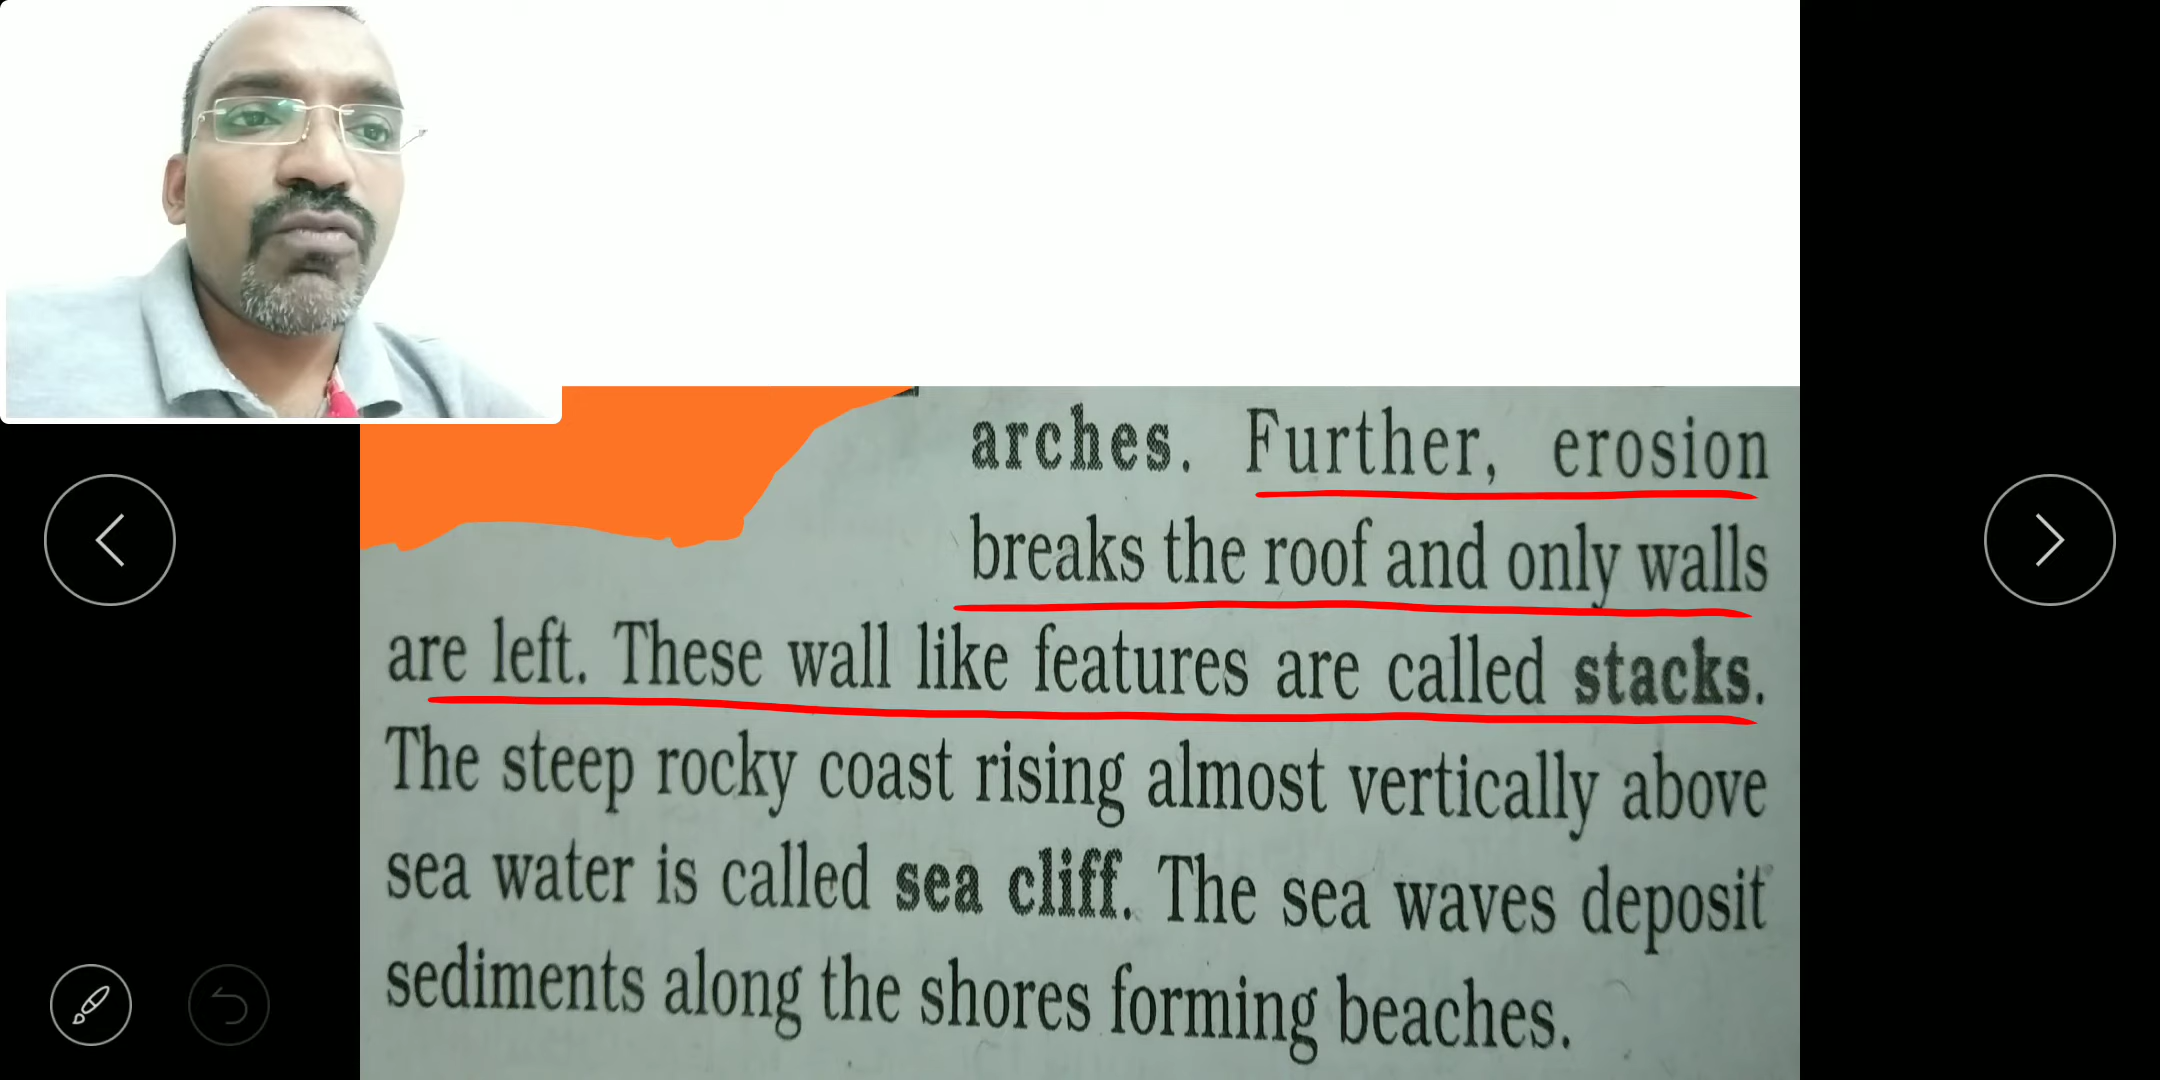 arches. Further, erosion
breaks the roof and only walls
are left. These wall like features are called stacks.
The steep rocky coast rising almost vertically above
sea water is called sea cliff. The sea waves deposit
sediments along the shores forming beaches.